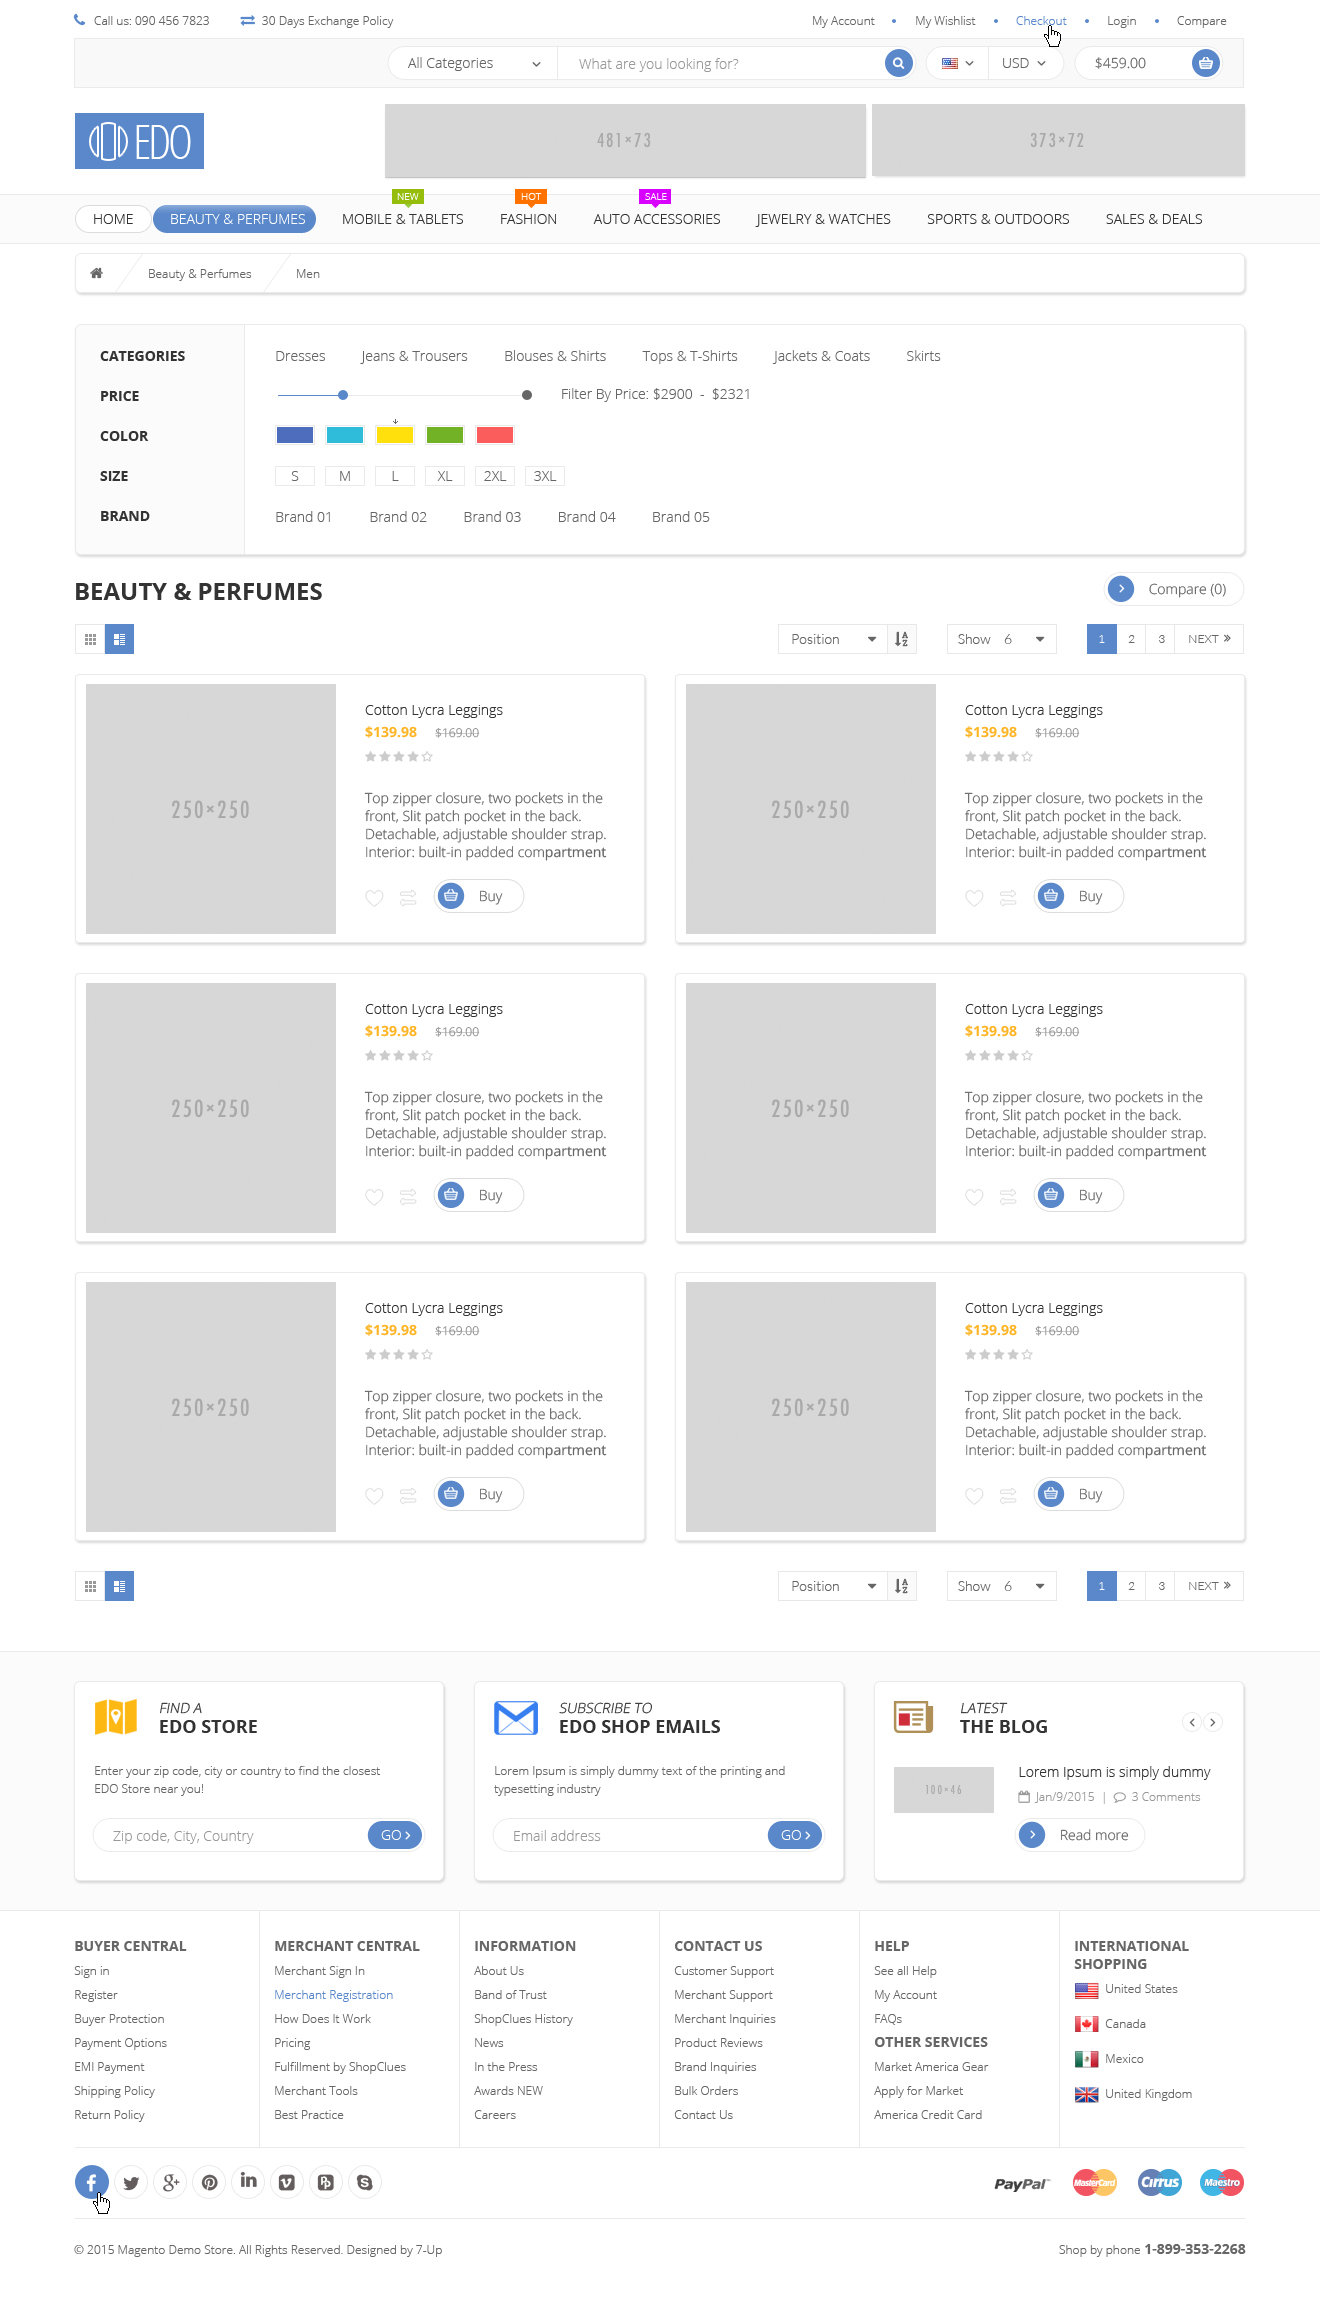 Call us: 090 456 7823
30 Days Exchange Policy
My Account • My Wishlist • Checkout • Login • Compare
All Categories
What are you looking for?
USD
$459.00
EDO
481×73
373×72
NEW
HOT
SALE
HOME
BEAUTY & PERFUMES
MOBILE & TABLETS
FASHION
AUTO ACCESSORIES
JEWELRY & WATCHES
SPORTS & OUTDOORS
SALES & DEALS
Beauty & Perfumes
Men
CATEGORIES
Dresses Jeans & Trousers Blouses & Shirts Tops & T-Shirts Jackets & Coats Skirts
PRICE
Filter By Price: $2900 - $2321
COLOR
SIZE
S M L XL 2XL 3XL
BRAND
Brand 01 Brand 02 Brand 03 Brand 04 Brand 05
BEAUTY & PERFUMES
Compare (0)
Position
Show 6
1 2 3 NEXT »
250×250
Cotton Lycra Leggings
$139.98 $169.00
Top zipper closure, two pockets in the
front, Slit patch pocket in the back.
Detachable, adjustable shoulder strap.
Interior: built-in padded compartment
Buy
250×250
Cotton Lycra Leggings
$139.98 $169.00
Top zipper closure, two pockets in the
front, Slit patch pocket in the back.
Detachable, adjustable shoulder strap.
Interior: built-in padded compartment
Buy
250×250
Cotton Lycra Leggings
$139.98 $169.00
Top zipper closure, two pockets in the
front, Slit patch pocket in the back.
Detachable, adjustable shoulder strap.
Interior: built-in padded compartment
Buy
250×250
Cotton Lycra Leggings
$139.98 $169.00
Top zipper closure, two pockets in the
front, Slit patch pocket in the back.
Detachable, adjustable shoulder strap.
Interior: built-in padded compartment
Buy
250×250
Cotton Lycra Leggings
$139.98 $169.00
Top zipper closure, two pockets in the
front, Slit patch pocket in the back.
Detachable, adjustable shoulder strap.
Interior: built-in padded compartment
Buy
250×250
Cotton Lycra Leggings
$139.98 $169.00
Top zipper closure, two pockets in the
front, Slit patch pocket in the back.
Detachable, adjustable shoulder strap.
Interior: built-in padded compartment
Buy
Position
Show 6
1 2 3 NEXT »
FIND A
EDO STORE
Enter your zip code, city or country to find the closest
EDO Store near you!
Zip code, City, Country
GO
SUBSCRIBE TO
EDO SHOP EMAILS
Lorem Ipsum is simply dummy text of the printing and
typesetting industry
Email address
GO
LATEST
THE BLOG
100×46
Lorem Ipsum is simply dummy
Jan/9/2015 | 3 Comments
Read more
BUYER CENTRAL
Sign in
Register
Buyer Protection
Payment Options
EMI Payment
Shipping Policy
Return Policy
MERCHANT CENTRAL
Merchant Sign In
Merchant Registration
How Does It Work
Pricing
Fulfillment by ShopClues
Merchant Tools
Best Practice
INFORMATION
About Us
Band of Trust
ShopClues History
News
In the Press
Awards NEW
Careers
CONTACT US
Customer Support
Merchant Support
Merchant Inquiries
Product Reviews
Brand Inquiries
Bulk Orders
Contact Us
HELP
See all Help
My Account
FAQs
OTHER SERVICES
Market America Gear
Apply for Market
America Credit Card
INTERNATIONAL
SHOPPING
United States
Canada
Mexico
United Kingdom
PayPal
MasterCard
Cirrus
Maestro
© 2015 Magento Demo Store. All Rights Reserved. Designed by 7-Up
Shop by phone 1-899-353-2268